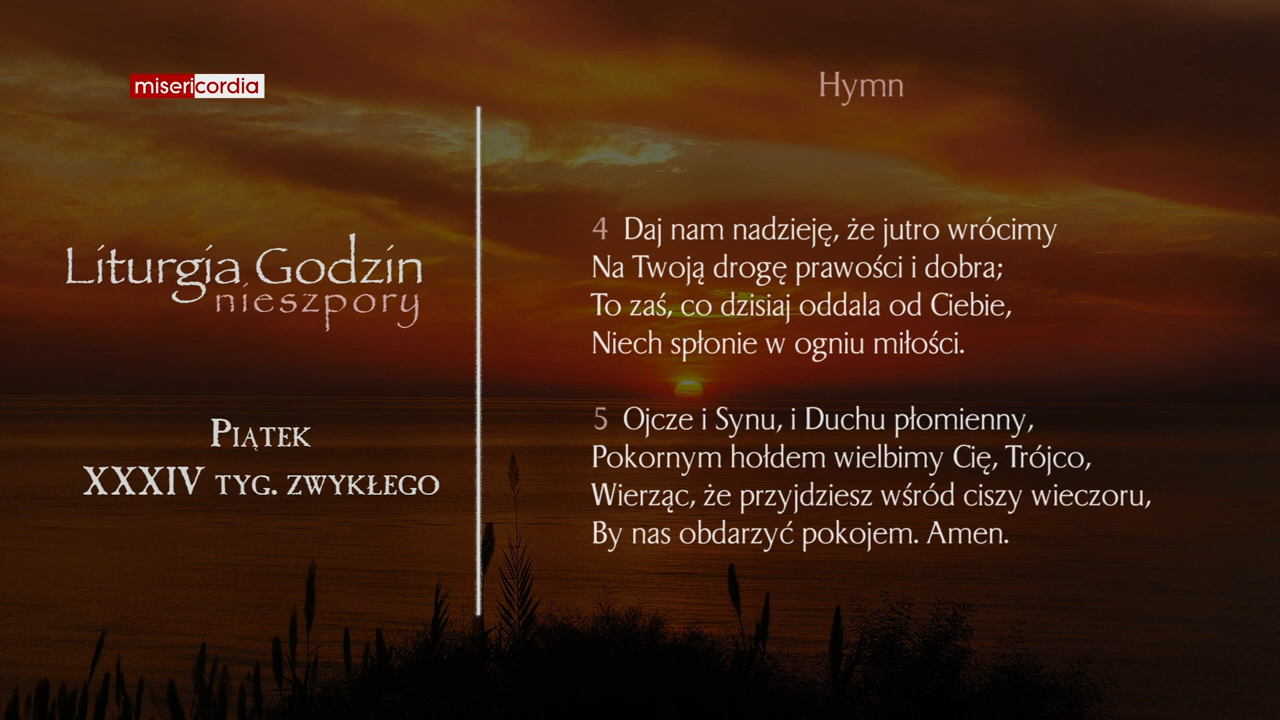 misericordia
Liturgia Godzin
nieszpory
Piątek
XXXIV tyg. zwykłego
Hymn
4 Daj nam nadzieję, że jutro wrócimy
Na Twoją drogę prawości i dobra;
To zaś, co dzisiaj oddala od Ciebie,
Niech spłonie w ogniu miłości.
5 Ojcze i Synu, i Duchu płomienny,
Pokornym hołdem wielbimy Cię, Trójco,
Wierząc, że przyjdziesz wśród ciszy wieczoru,
By nas obdarzyć pokojem. Amen.